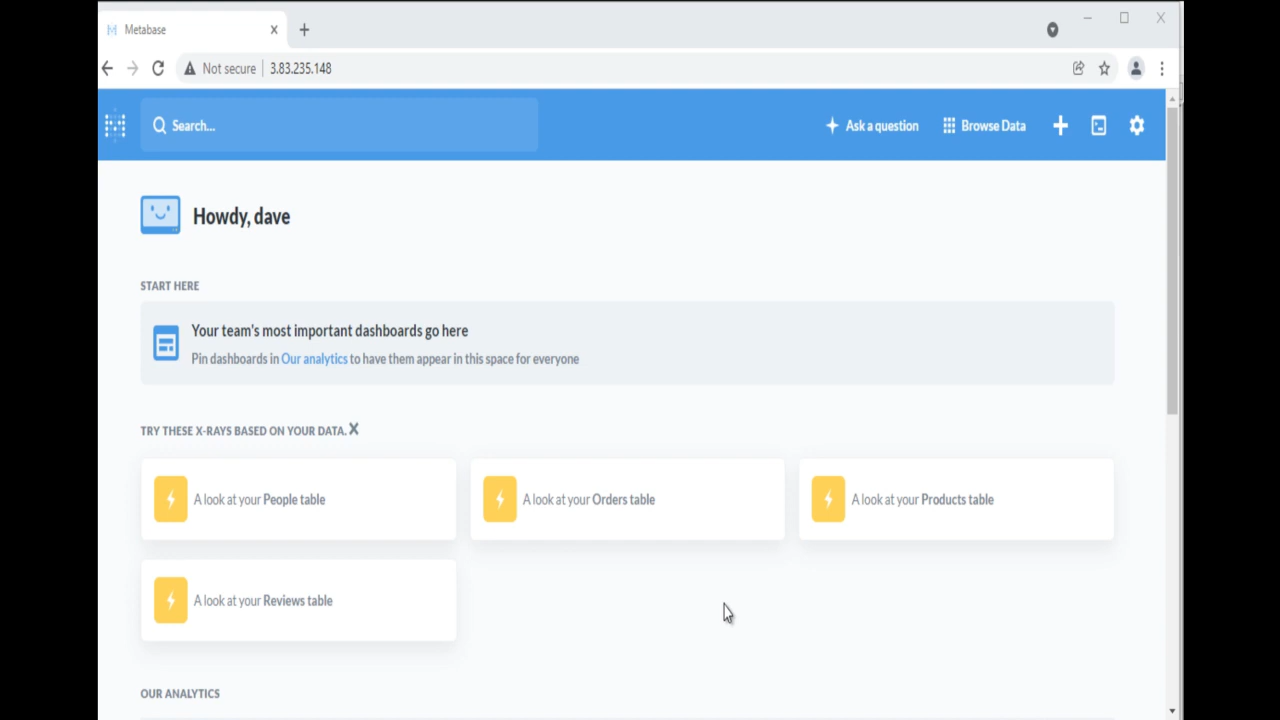 Metabase
Not secure 3.83.235.148
Search...
Ask a question
Browse Data
Howdy, dave
START HERE
Your team's most important dashboards go here
Pin dashboards in Our analytics to have them appear in this space for everyone
TRY THESE X-RAYS BASED ON YOUR DATA.
A look at your People table
A look at your Orders table
A look at your Products table
A look at your Reviews table
OUR ANALYTICS